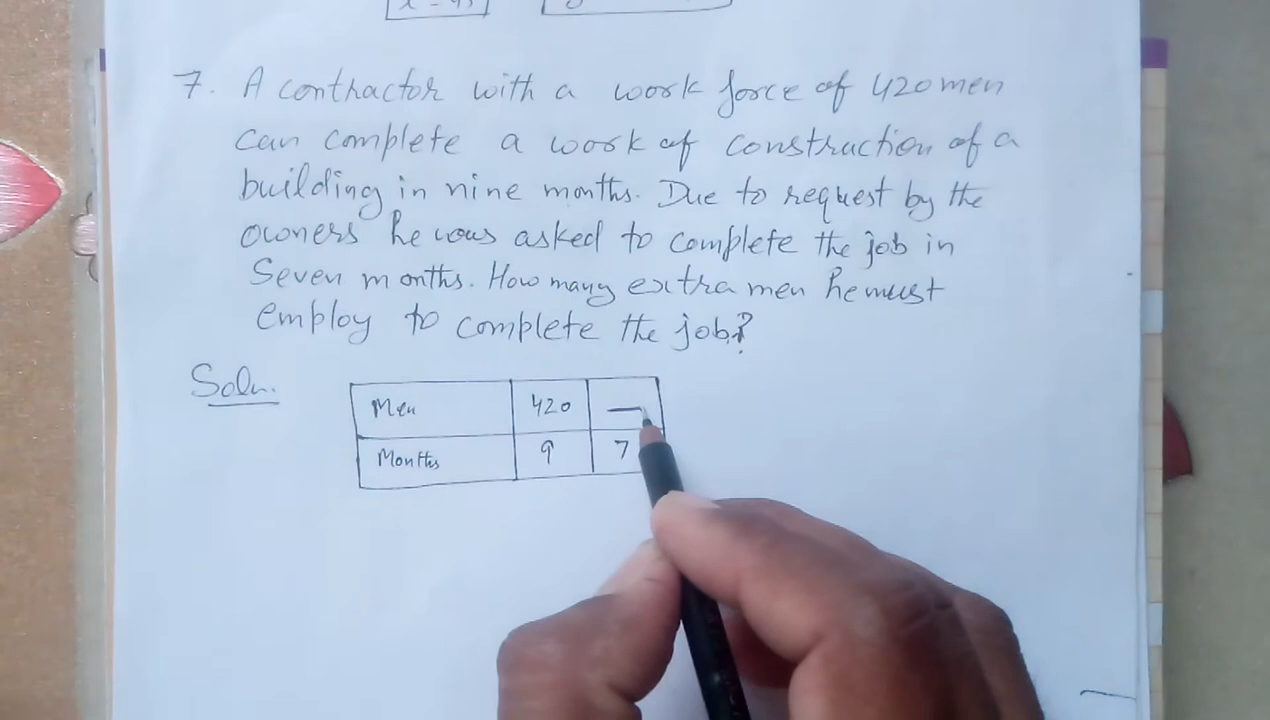 7. A contractor with a work force of 420 men
can complete a work of construction of a
building in nine months. Due to request by the
owners he was asked to complete the job in
Seven months. How many extra men he must
employ to complete the job?
Soln.
Men 420 —
Months 9 7